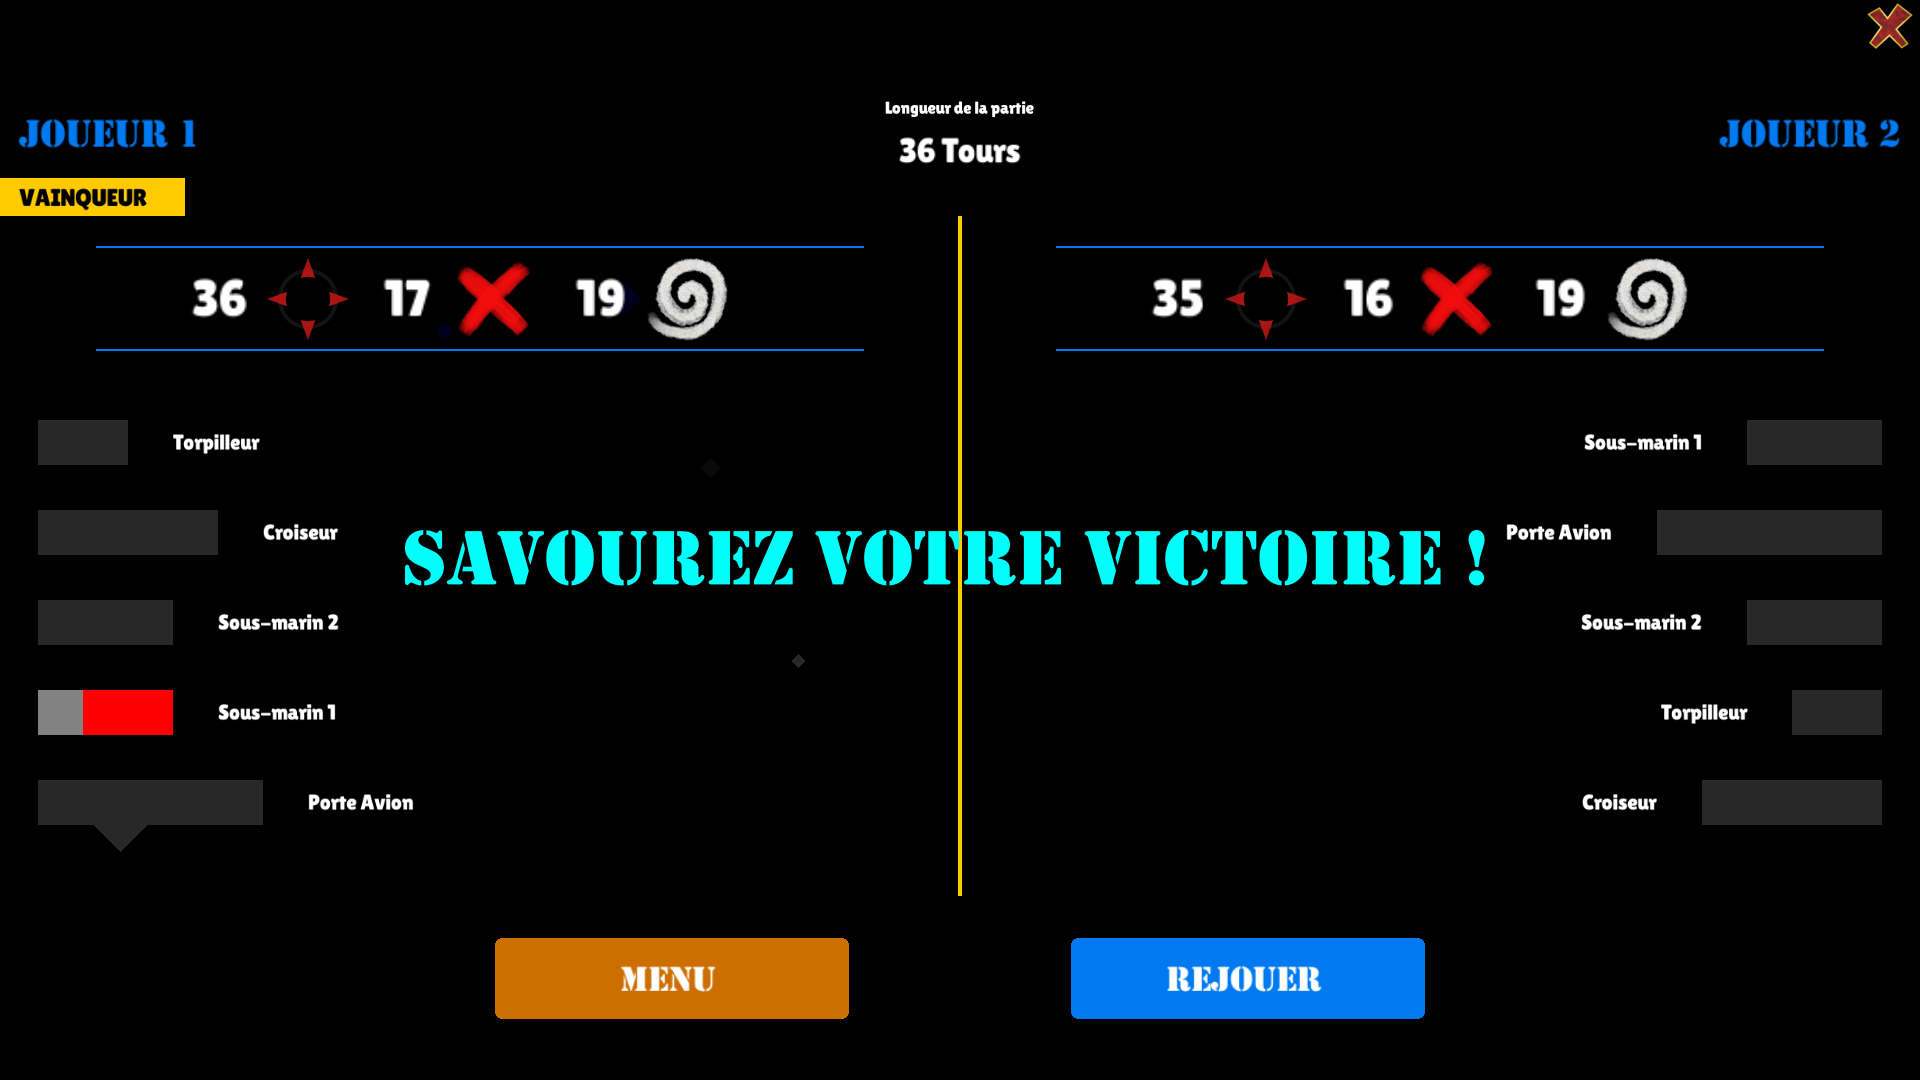 Longueur de la partie
JOUEUR 1
36 Tours
JOUEUR 2
VAINQUEUR
36 17 19
35 16 19
Torpilleur
Sous-marin 1
Croiseur
Porte Avion
SAVOUREZ VOTRE VICTOIRE !
Sous-marin 2
Sous-marin 2
Sous-marin 1
Torpilleur
Porte Avion
Croiseur
MENU
REJOUER